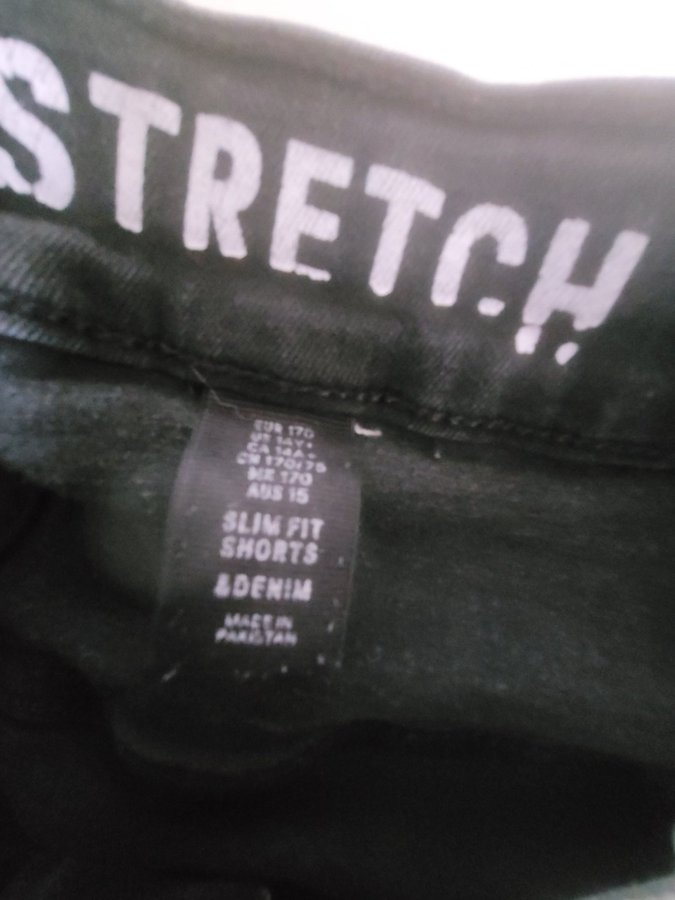 STRETCH
EUR 170
US 14Y+
CA 14A+
CN 170/76
MX 170
AUS 15
SLIM FIT
SHORTS
&DENIM
MADE IN
PAKISTAN